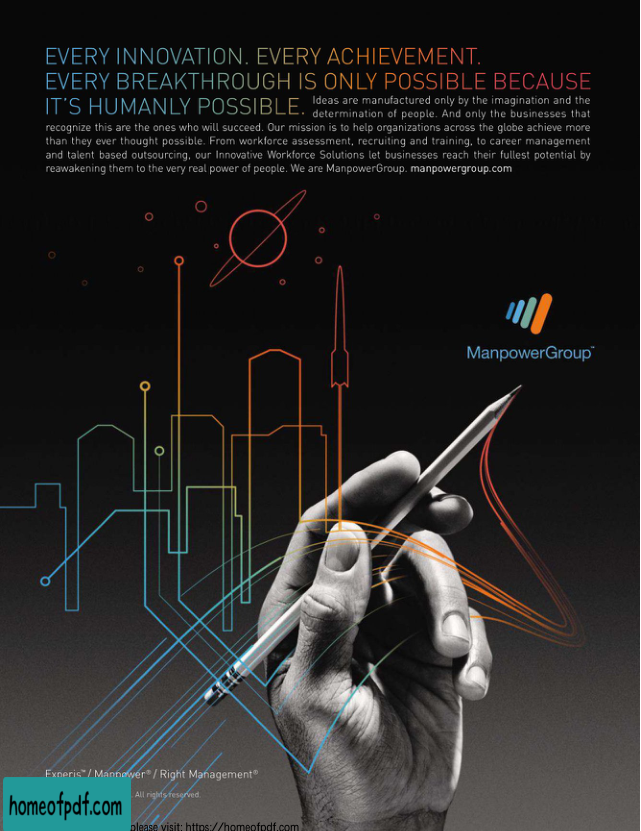 EVERY INNOVATION. EVERY ACHIEVEMENT.
EVERY BREAKTHROUGH IS ONLY POSSIBLE BECAUSE
IT'S HUMANLY POSSIBLE. Ideas are manufactured only by the imagination and the
determination of people. And only the businesses that
recognize this are the ones who will succeed. Our mission is to help organizations across the globe achieve more
than they ever thought possible. From workforce assessment, recruiting and training, to career management
and talent based outsourcing, our Innovative Workforce Solutions let businesses reach their fullest potential by
reawakening them to the very real power of people. We are ManpowerGroup. manpowergroup.com
ManpowerGroup™
Experis™ / Manpower® / Right Management®
. All rights reserved.
homeofpdf.com
please visit: https://homeofpdf.com